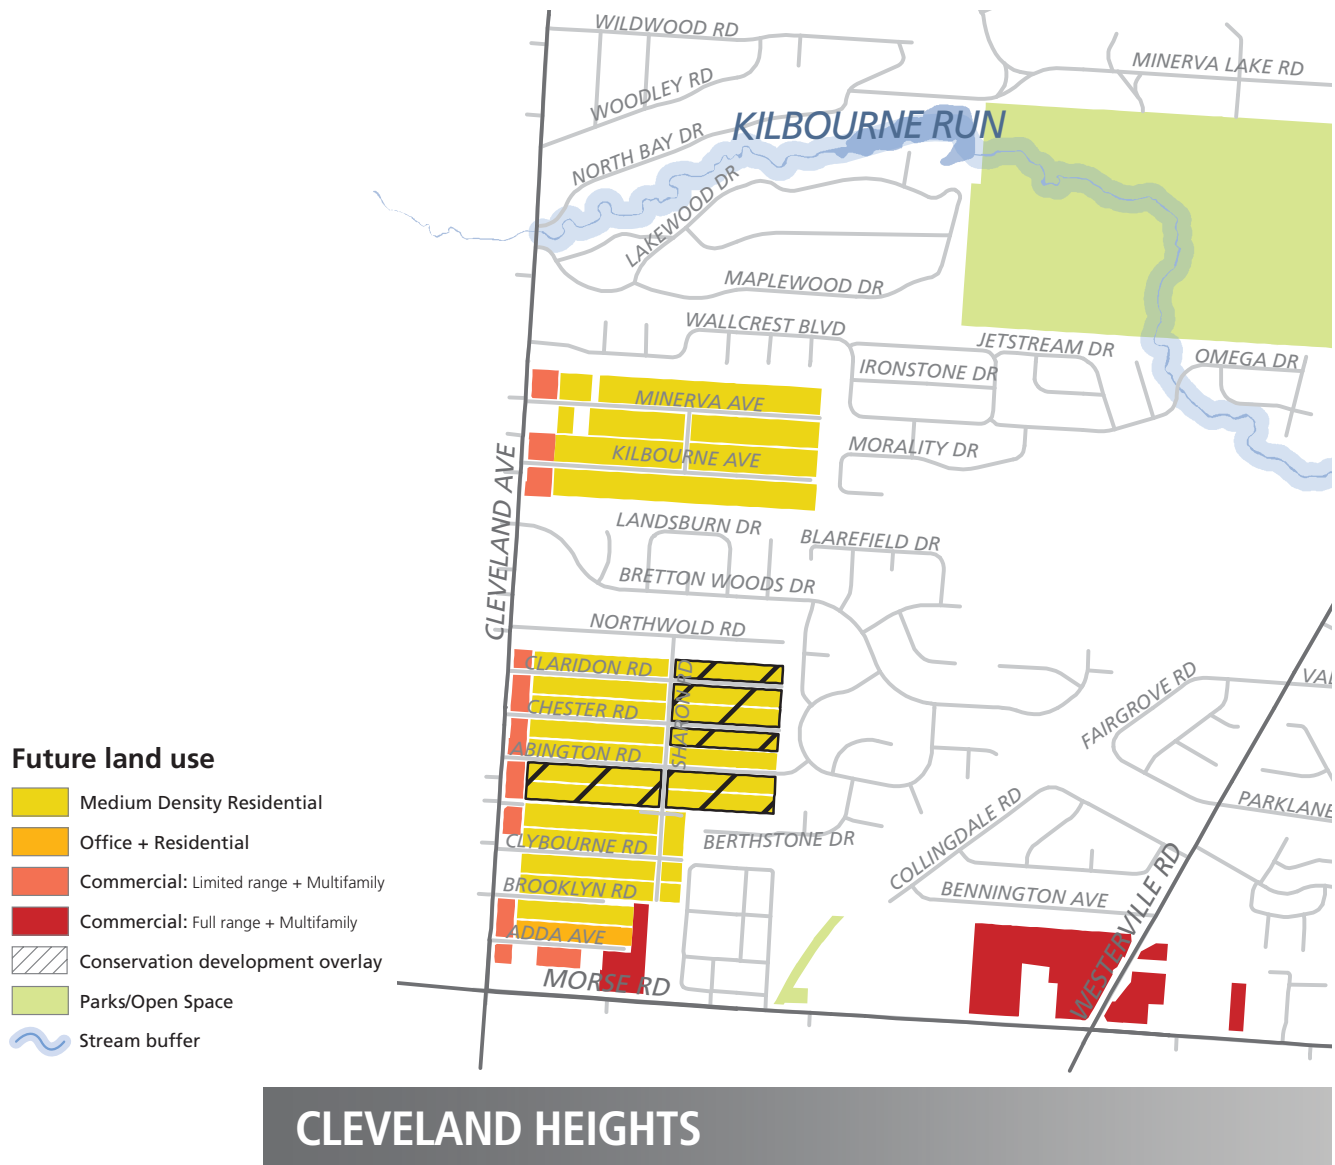 WILDWOOD RD
MINERVA LAKE RD
WOODLEY RD
KILBOURNE RUN
NORTH BAY DR
LAKEWOOD DR
MAPLEWOOD DR
WALLCREST BLVD
JETSTREAM DR
OMEGA DR
IRONSTONE DR
MINERVA AVE
MORALITY DR
KILBOURNE AVE
CLEVELAND AVE
LANDSBURN DR
BLAREFIELD DR
BRETTON WOODS DR
NORTHWOLD RD
CLARIDON RD
SHARON RD
FAIRGROVE RD
VAL
CHESTER RD
ABINGTON RD
PARKLANE
COLLINGDALE RD
CLYBOURNE RD
BERTHSTONE DR
BROOKLYN RD
BENNINGTON AVE
WESTERVILLE RD
ADDA AVE
MORSE RD
Future land use
Medium Density Residential
Office + Residential
Commercial: Limited range + Multifamily
Commercial: Full range + Multifamily
Conservation development overlay
Parks/Open Space
Stream buffer
CLEVELAND HEIGHTS